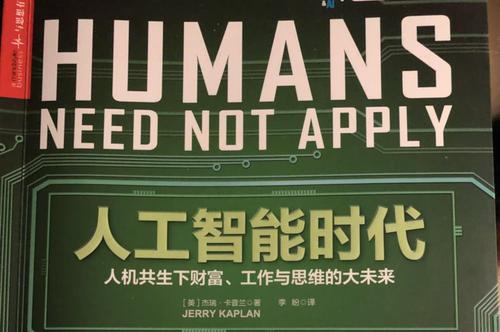 HUMANS
NEED NOT APPLY
人工智能时代
人机共生下财富、工作与思维的大未来
[美]杰瑞·卡普兰 著 李盼 译
JERRY KAPLAN